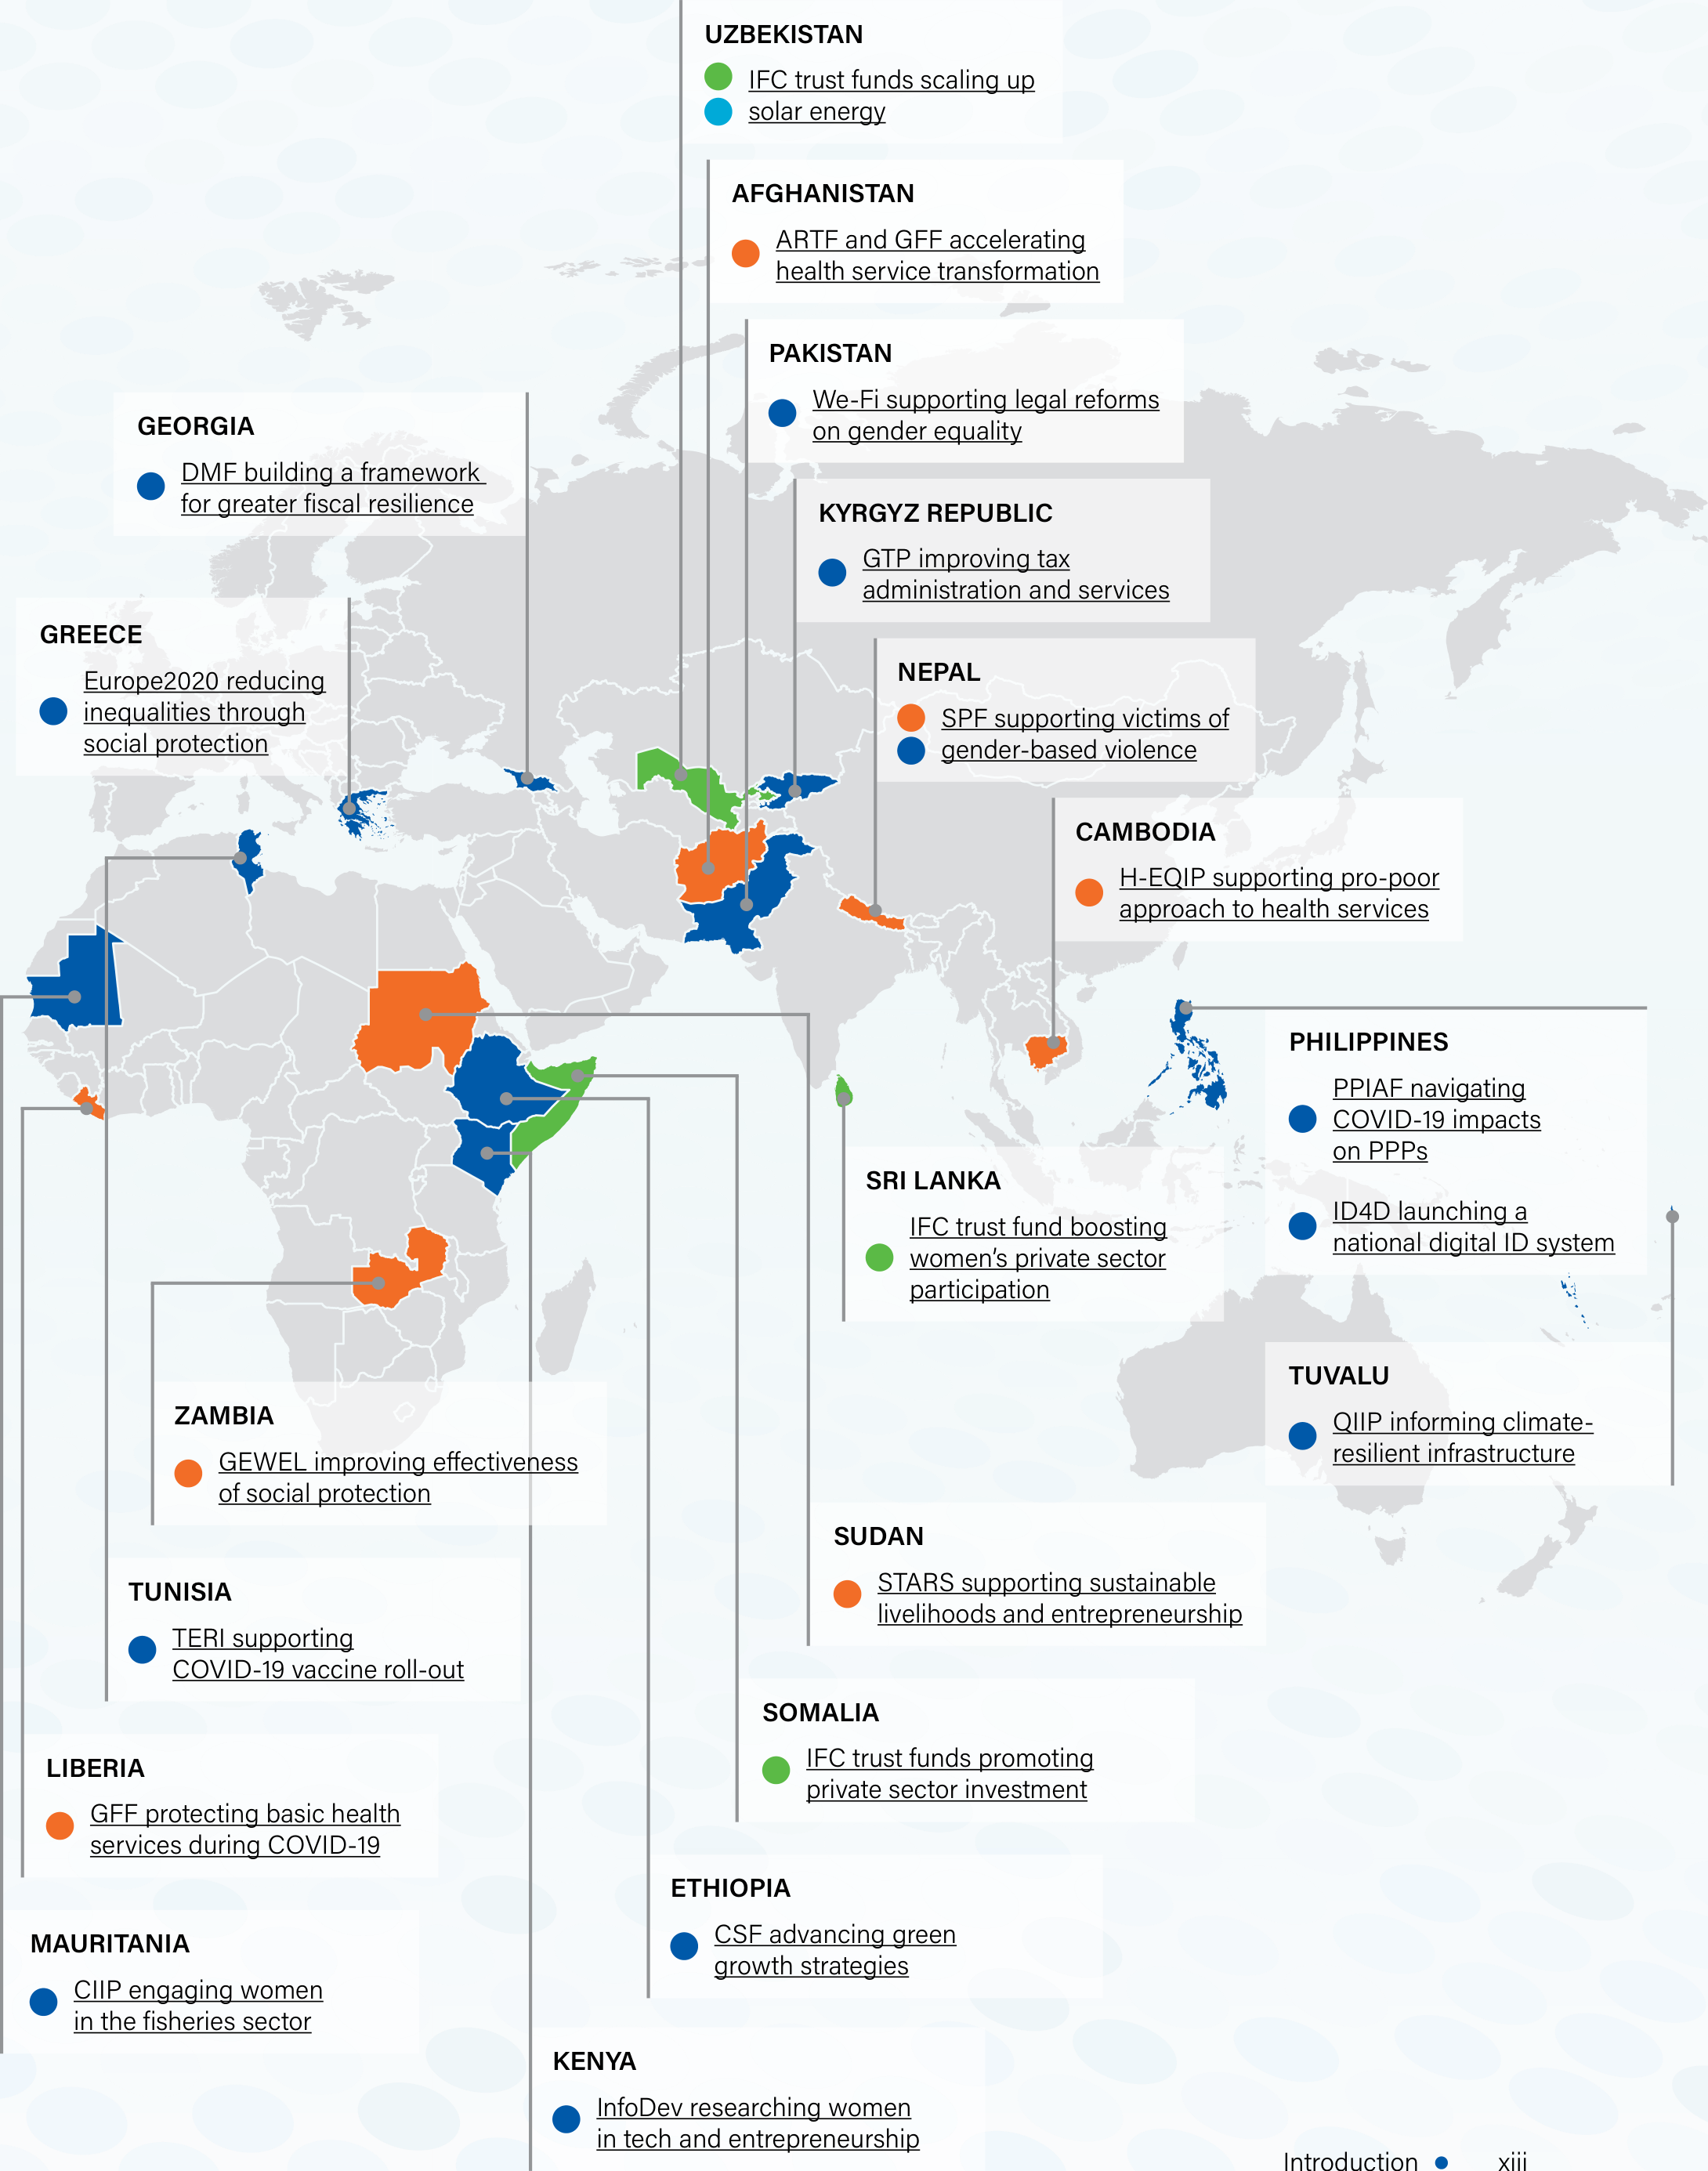 UZBEKISTAN
IFC trust funds scaling up
solar energy
AFGHANISTAN
ARTF and GFF accelerating
health service transformation
PAKISTAN
We-Fi supporting legal reforms
on gender equality
GEORGIA
DMF building a framework
for greater fiscal resilience
KYRGYZ REPUBLIC
GTP improving tax
administration and services
GREECE
Europe2020 reducing
inequalities through
social protection
NEPAL
SPF supporting victims of
gender-based violence
CAMBODIA
H-EQIP supporting pro-poor
approach to health services
PHILIPPINES
PPIAF navigating
COVID-19 impacts
on PPPs
ID4D launching a
national digital ID system
SRI LANKA
IFC trust fund boosting
women's private sector
participation
TUVALU
QIIP informing climate-
resilient infrastructure
ZAMBIA
GEWEL improving effectiveness
of social protection
SUDAN
STARS supporting sustainable
livelihoods and entrepreneurship
TUNISIA
TERI supporting
COVID-19 vaccine roll-out
SOMALIA
IFC trust funds promoting
private sector investment
LIBERIA
GFF protecting basic health
services during COVID-19
ETHIOPIA
CSF advancing green
growth strategies
MAURITANIA
CIIP engaging women
in the fisheries sector
KENYA
InfoDev researching women
in tech and entrepreneurship
Introduction • xiii